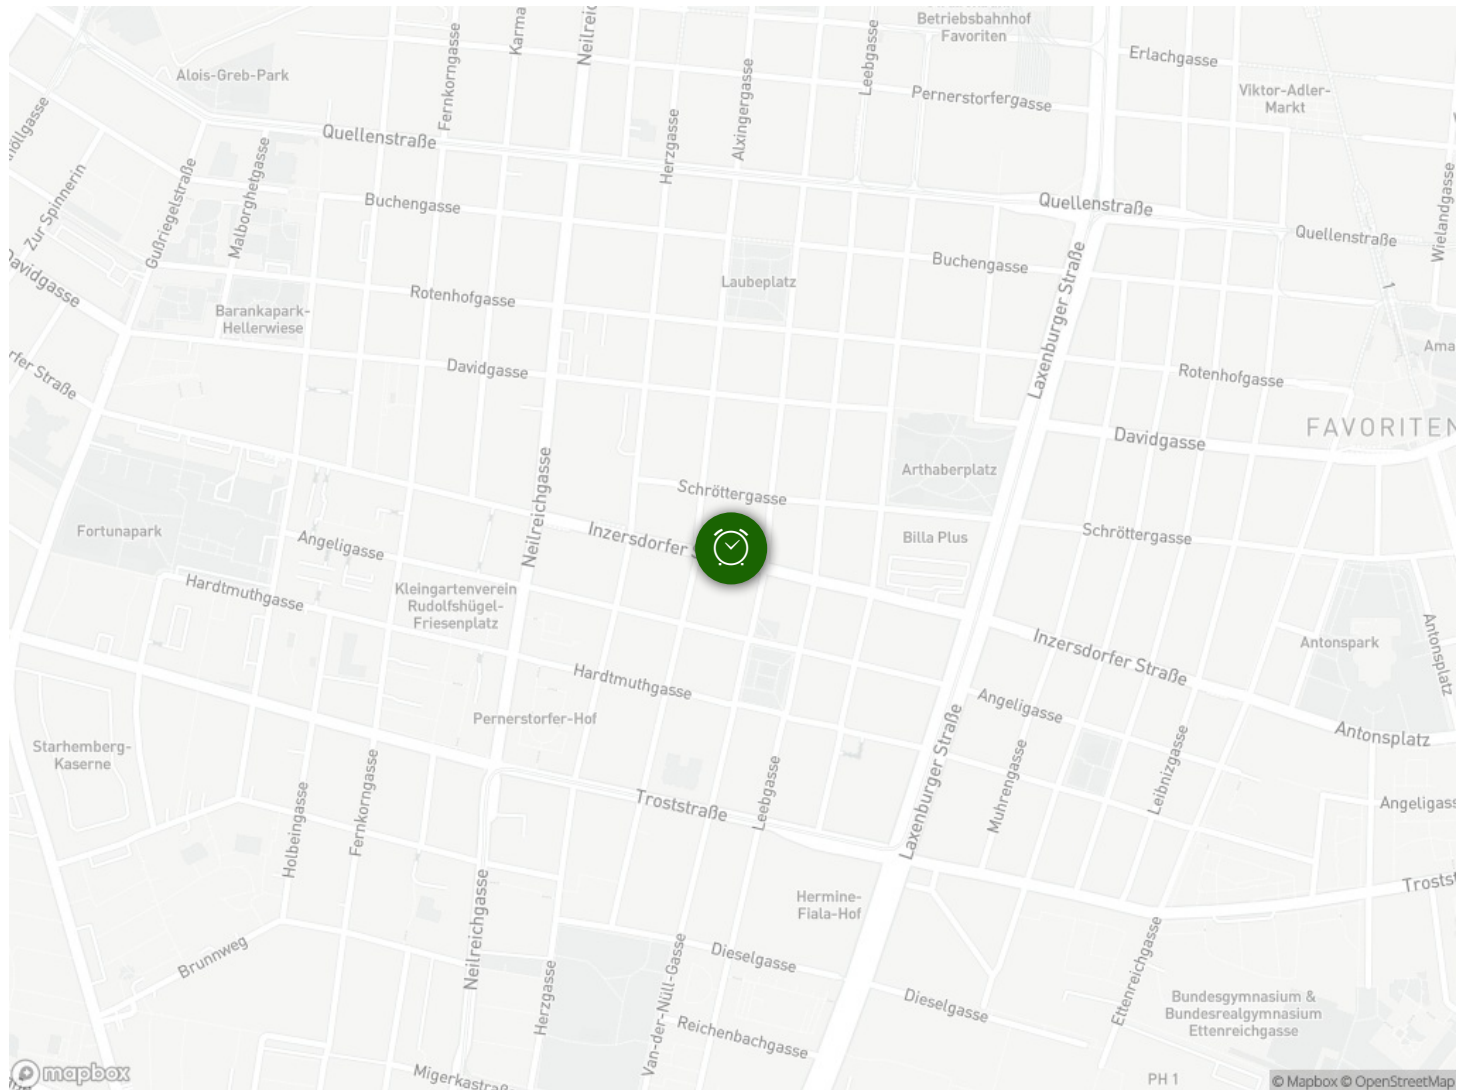 Betriebsbahnhof
Favoriten
Erlachgasse
Alois-Greb-Park
Fernkorngasse
Karma
Neilreic
Leebgasse
Alxingergasse
Pernerstorfergasse
Viktor-Adler-
Markt
Quellenstraße
Herzgasse
Zur Spinnerin
Gußriegelstraße
Malborghetgasse
Buchengasse
Quellenstraße
Quellenstraße
Wielandgasse
Davidgasse
Laubeplatz
Buchengasse
1
Rotenhofgasse
Barankapark-
Hellerwiese
Laxenburger Straße
Ama
rfer Straße
Davidgasse
Rotenhofgasse
FAVORITEN
Davidgasse
Arthaberplatz
Neilreichgasse
Schröttergasse
Fortunapark
Angeligasse
Inzersdorfer
Billa Plus
Schröttergasse
Hardtmuthgasse
Kleingartenverein
Rudolfshügel-
Friesenplatz
Inzersdorfer Straße
Antonspark
Antonsplatz
Hardtmuthgasse
Angeligasse
Pernerstorfer-Hof
Antonsplatz
Starhemberg-
Kaserne
Laxenburger Straße
Muhrengasse
Leibnizgasse
Holbeingasse
Fernkorngasse
Troststraße
Leebgasse
Angeligass
Trostst
Hermine-
Fiala-Hof
Neilreichgasse
Brunnweg
Herzgasse
Van-der-Nüll-Gasse
Dieselgasse
Ettenreichgasse
Dieselgasse
Bundesgymnasium &
Bundesrealgymnasium
Ettenreichgasse
Reichenbachgasse
mapbox
Migerkastraß
PH 1
© Mapbox © OpenStreetMap